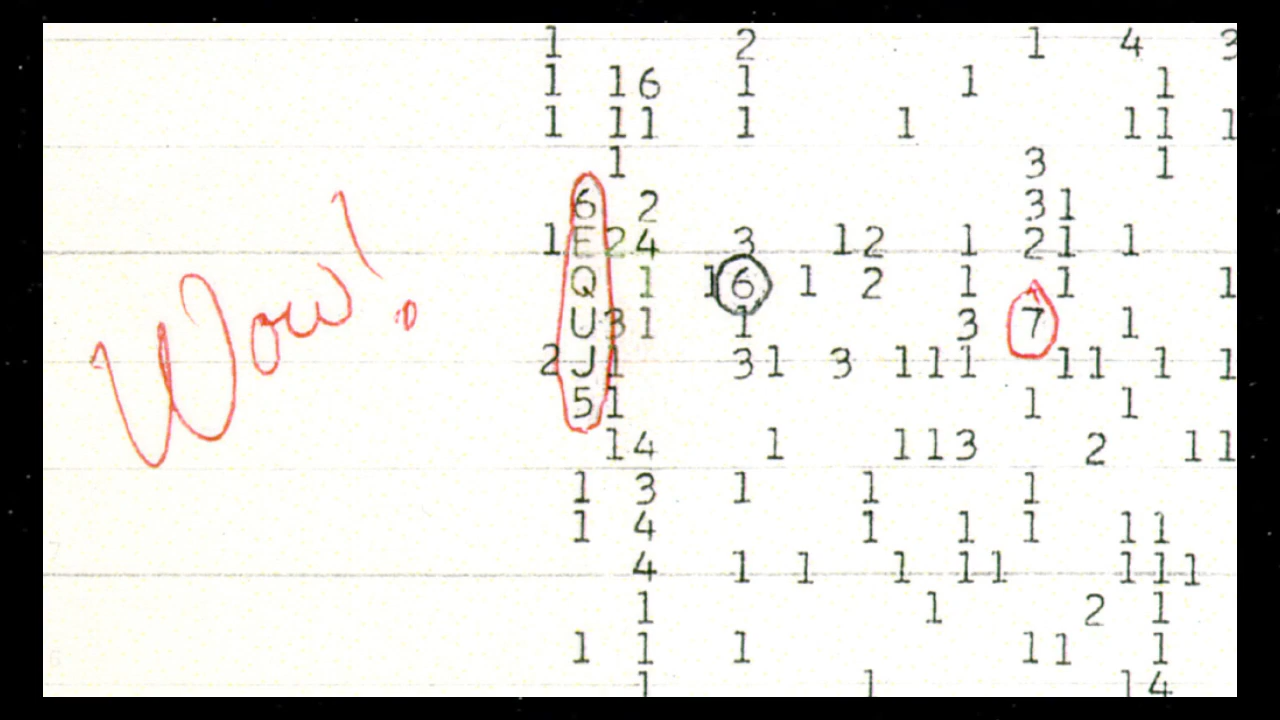 1 2 1 4 3
1 16 1 1 1
1 11 1 1 11 1
1 3 1
6 2 31
1E24 3 12 1 21 1
Q 1 16 1 2 1 1 1
U31 1 3 7 1
2J1 31 3 111 11 1 1
51 1 1
14 1 113 2 11
1 3 1 1 1
1 4 1 1 1 11
4 1 1 1 11 111
1 1 2 1
1 1 1 11 1
1 1 14
Wow!